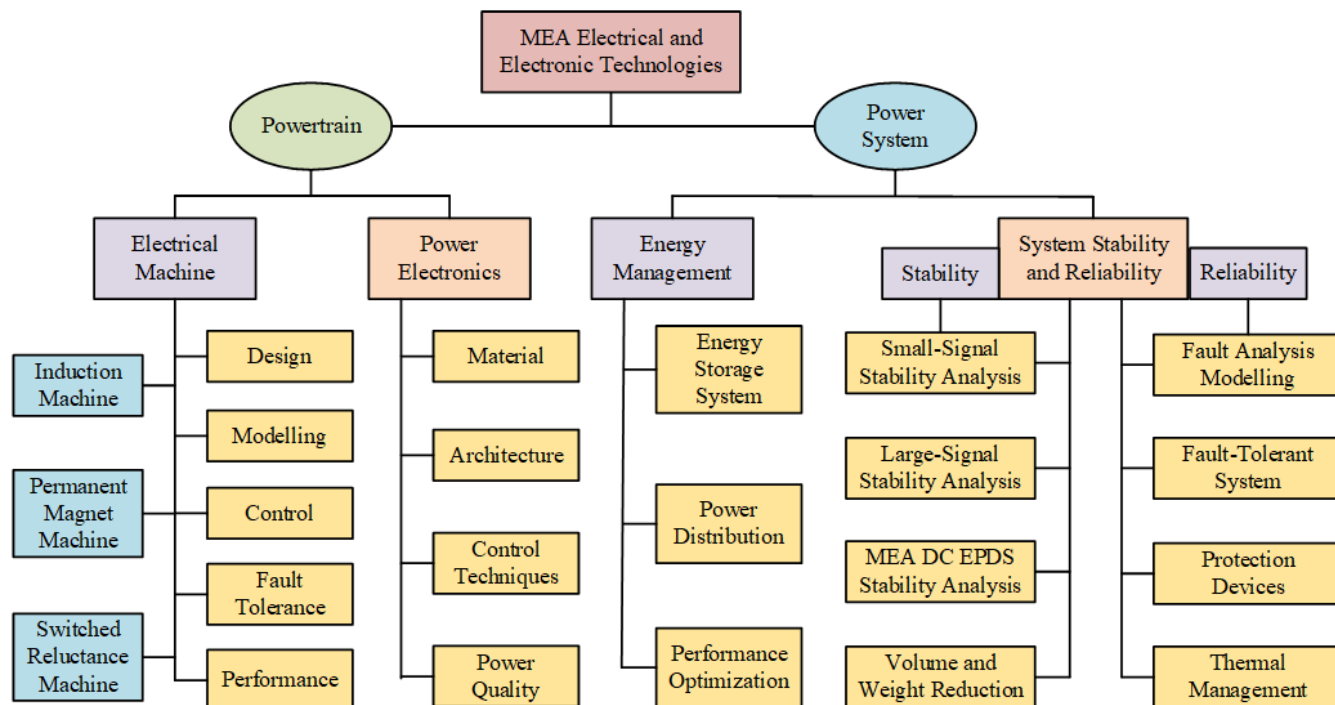 MEA Electrical and
Electronic Technologies
Powertrain
Power
System
Electrical
Machine
Power
Electronics
Energy
Management
System Stability
and Reliability
Stability
Reliability
Induction
Machine
Permanent
Magnet
Machine
Switched
Reluctance
Machine
Design
Modelling
Control
Fault
Tolerance
Performance
Material
Architecture
Control
Techniques
Power
Quality
Energy
Storage
System
Power
Distribution
Performance
Optimization
Small-Signal
Stability Analysis
Large-Signal
Stability Analysis
MEA DC EPDS
Stability Analysis
Volume and
Weight Reduction
Fault Analysis
Modelling
Fault-Tolerant
System
Protection
Devices
Thermal
Management